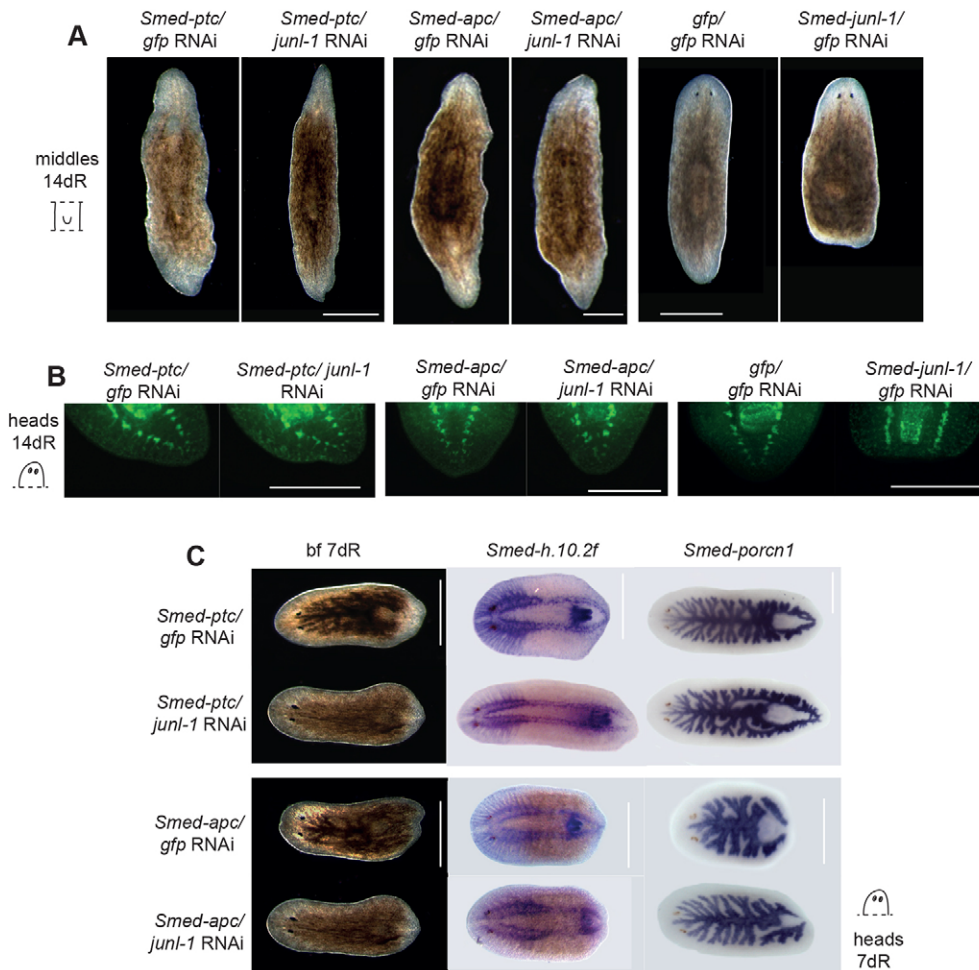 A
Smed-ptc/
gfp RNAi
Smed-ptc/
junl-1 RNAi
Smed-apc/
gfp RNAi
Smed-apc/
junl-1 RNAi
gfp/
gfp RNAi
Smed-junl-1/
gfp RNAi
middles
14dR
B
Smed-ptc/
gfp RNAi
Smed-ptc/ junl-1
RNAi
Smed-apc/
gfp RNAi
Smed-apc/
junl-1 RNAi
gfp/
gfp RNAi
Smed-junl-1/
gfp RNAi
heads
14dR
C
bf 7dR
Smed-h.10.2f
Smed-porcn1
Smed-ptc/
gfp RNAi
Smed-ptc/
junl-1 RNAi
Smed-apc/
gfp RNAi
Smed-apc/
junl-1 RNAi
heads
7dR